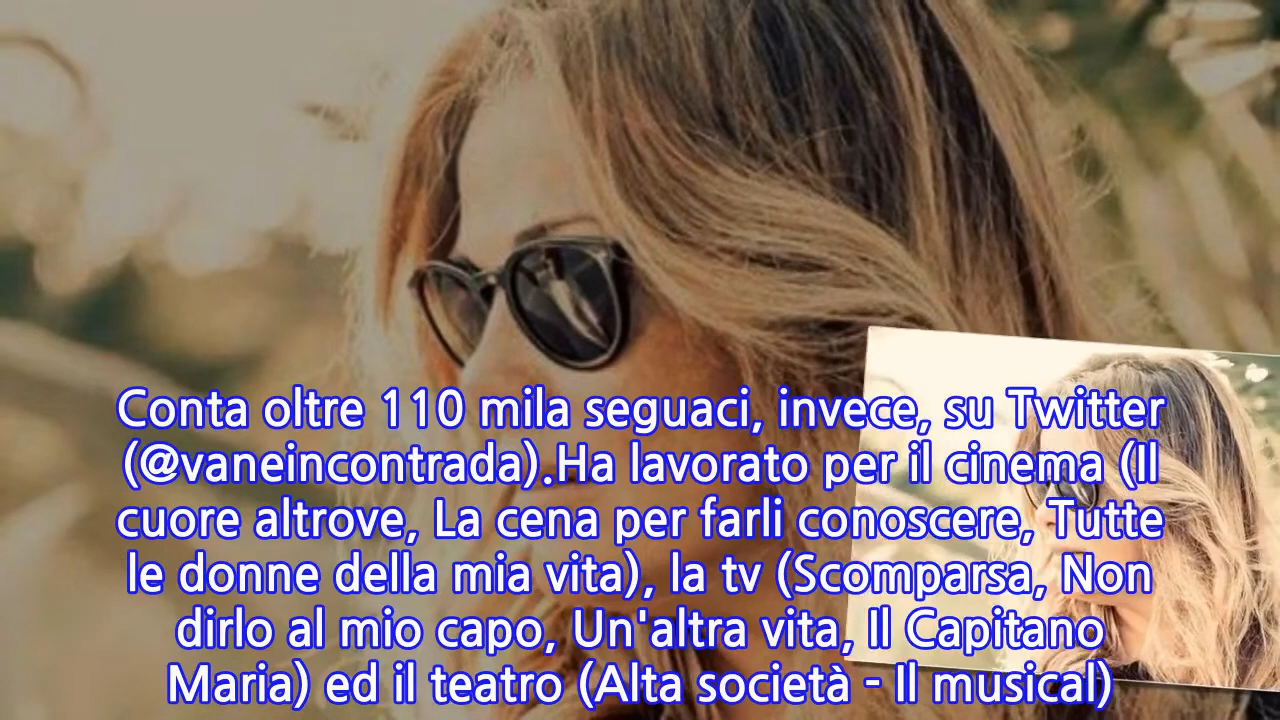 Conta oltre 110 mila seguaci, invece, su Twitter
(@vaneincontrada).Ha lavorato per il cinema (Il
cuore altrove, La cena per farli conoscere, Tutte
le donne della mia vita), la tv (Scomparsa, Non
dirlo al mio capo, Un'altra vita, Il Capitano
Maria) ed il teatro (Alta società - Il musical)